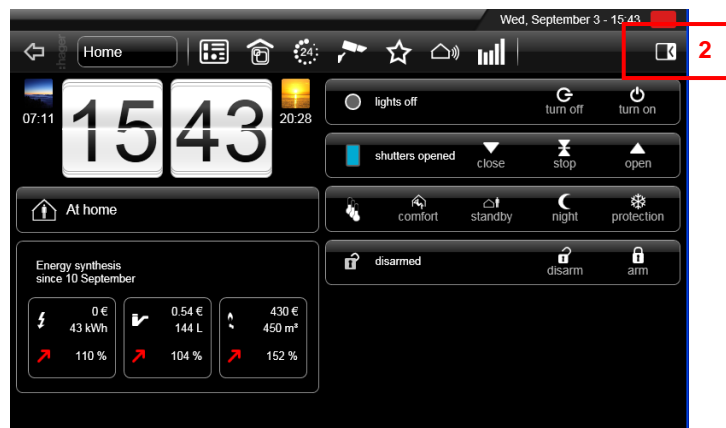 Wed, September 3 - 15:43
:hager
Home
24
2
07:11
15 43
20:28
lights off
turn off
turn on
shutters opened
close
stop
open
At home
comfort
standby
night
protection
Energy synthesis
since 10 September
disarmed
disarm
arm
0 €
43 kWh
110 %
0.54 €
144 L
104 %
430 €
450 m³
152 %